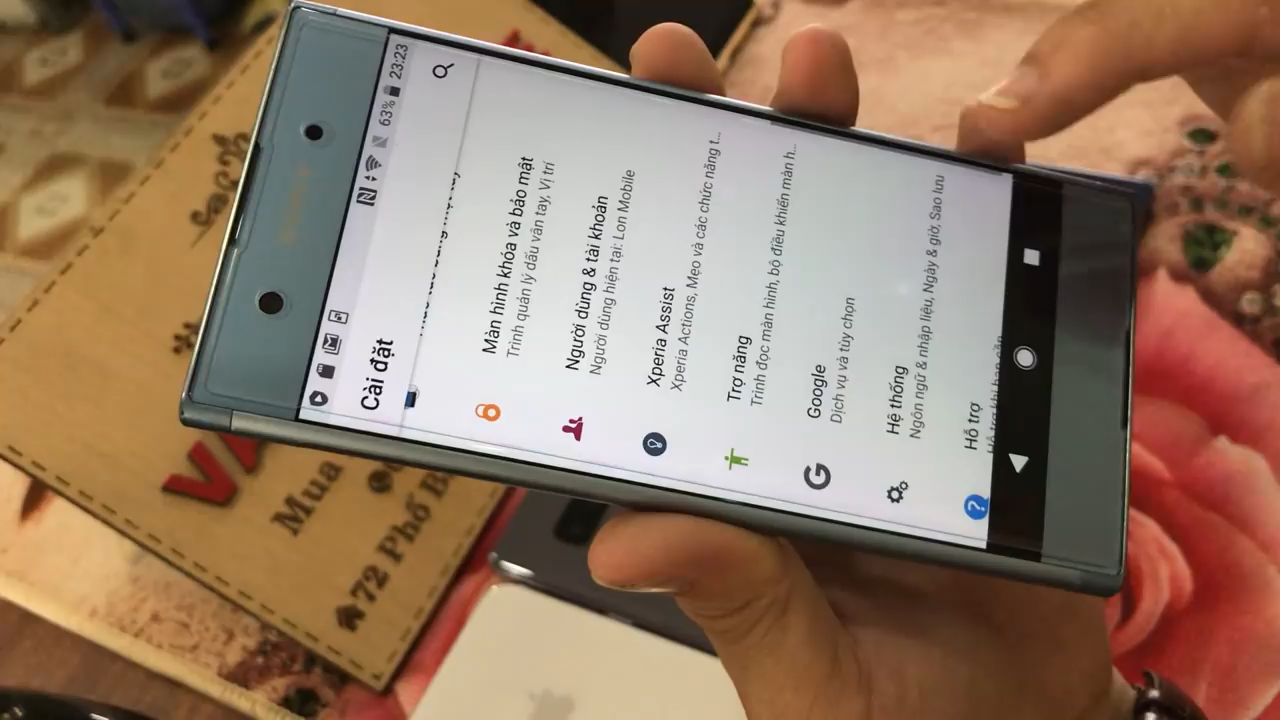 63% 23:23
Cài đặt
Màn hình khóa và bảo mật
Trình quản lý dấu vân tay, Vị trí
Người dùng & tài khoản
Người dùng hiện tại: Lon Mobile
Xperia Assist
Xperia Actions, Mẹo và các chức năng t...
Trợ năng
Trình đọc màn hình, bộ điều khiển màn h...
Google
Dịch vụ và tùy chọn
Hệ thống
Ngôn ngữ & nhập liệu, Ngày & giờ, Sao lưu
Hỗ trợ
Mua
72 Phố